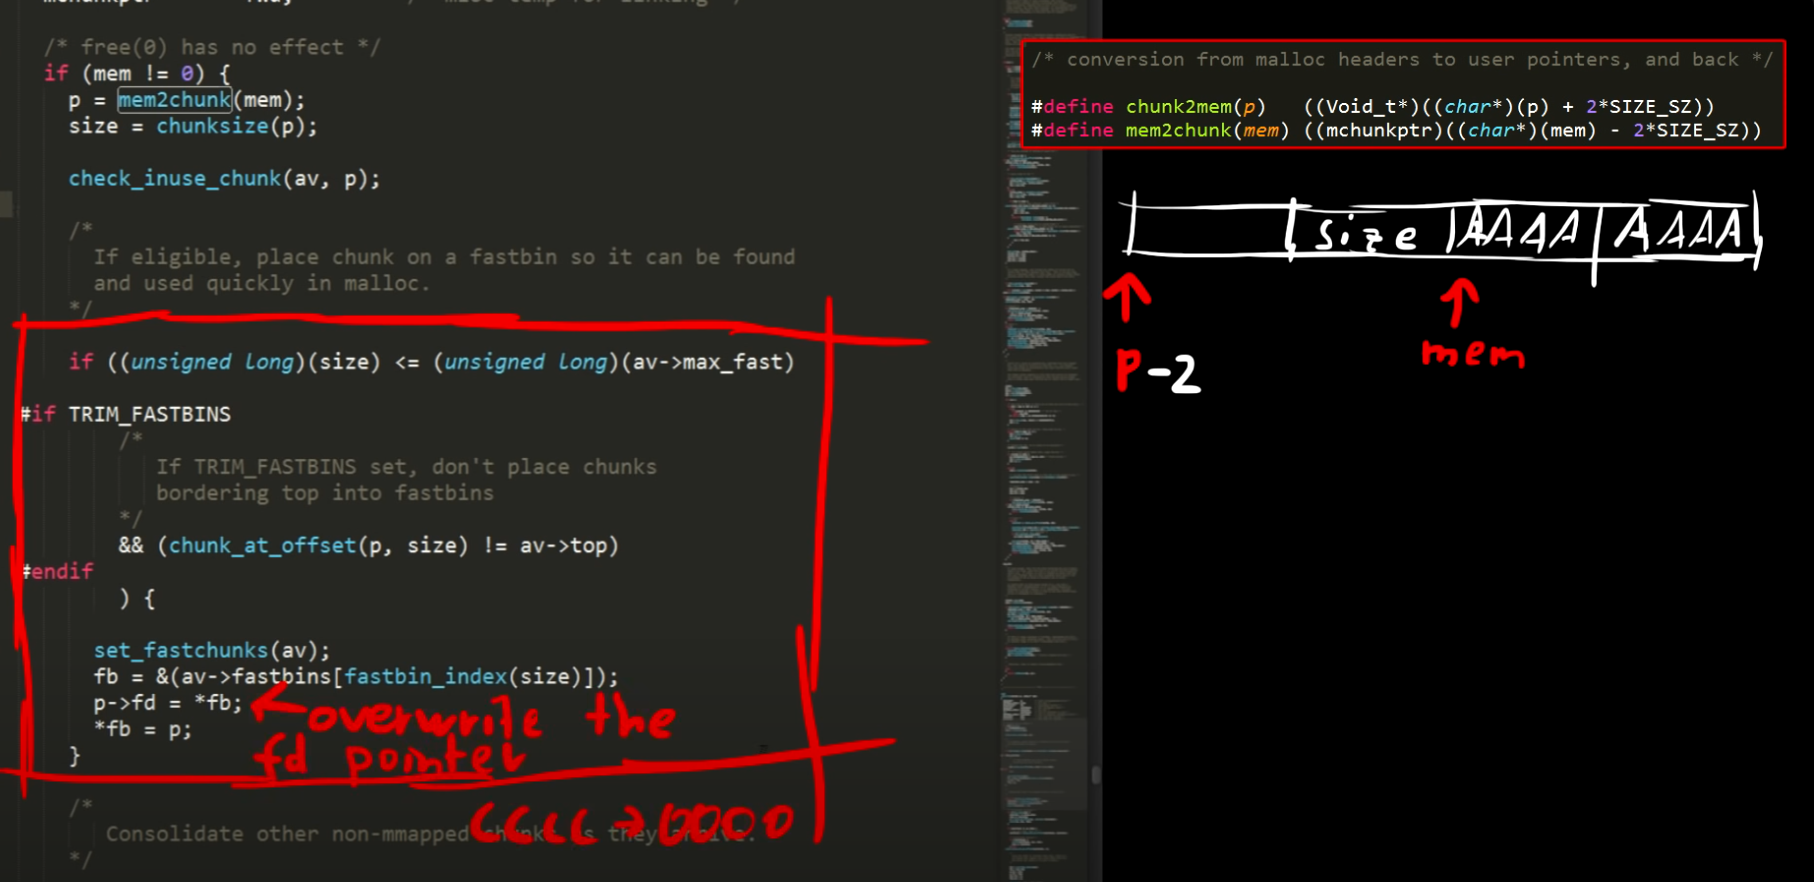 /* free(0) has no effect */
if (mem != 0) {
p = mem2chunk(mem);
size = chunksize(p);
check_inuse_chunk(av, p);
/*
If eligible, place chunk on a fastbin so it can be found
and used quickly in malloc.
*/
if ((unsigned long)(size) <= (unsigned long)(av->max_fast)
#if TRIM_FASTBINS
/*
If TRIM_FASTBINS set, don't place chunks
bordering top into fastbins
*/
&& (chunk_at_offset(p, size) != av->top)
#endif
) {
set_fastchunks(av);
fb = &(av->fastbins[fastbin_index(size)]);
p->fd = *fb;
*fb = p;
}
overwrite the
fd pointer
CCCC → 0000
/*
Consolidate other non-mmapped chunks as they arrive.
*/
/* conversion from malloc headers to user pointers, and back */
#define chunk2mem(p) ((Void_t*)((char*)(p) + 2*SIZE_SZ))
#define mem2chunk(mem) ((mchunkptr)((char*)(mem) - 2*SIZE_SZ))
size AAAA AAAA
P-2
mem